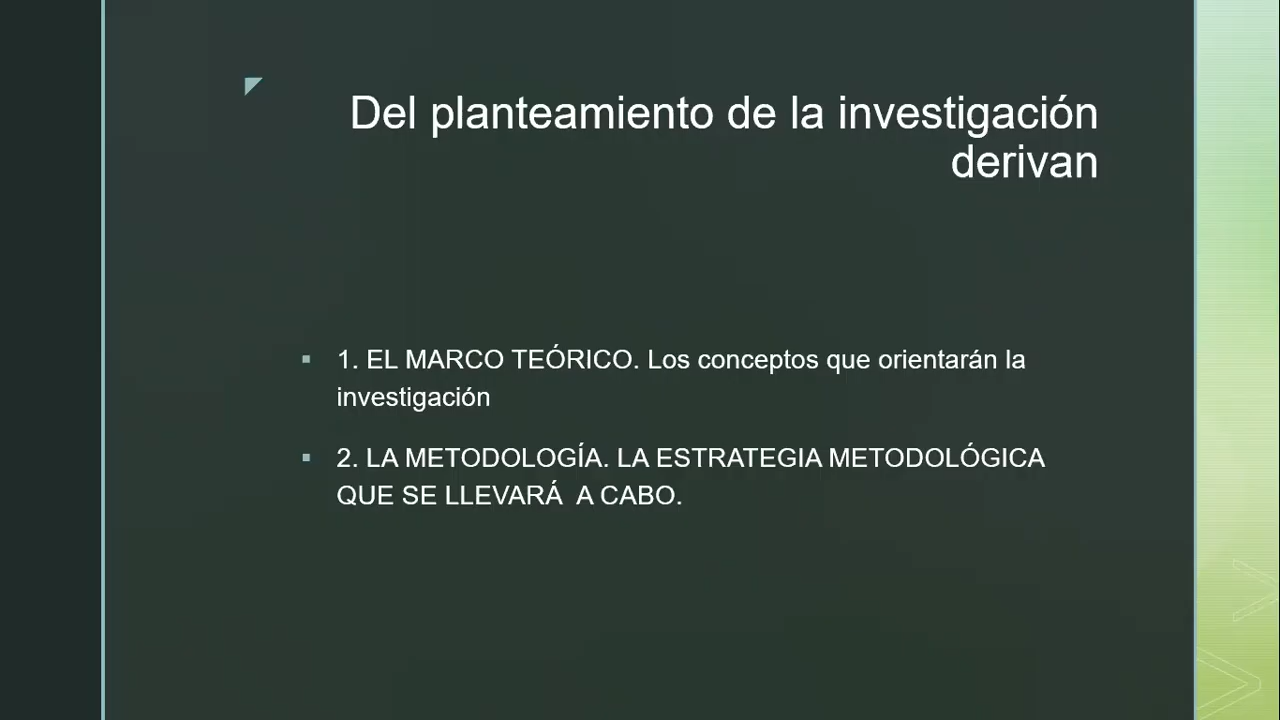 Del planteamiento de la investigación
derivan
▪ 1. EL MARCO TEÓRICO. Los conceptos que orientarán la
investigación
▪ 2. LA METODOLOGÍA. LA ESTRATEGIA METODOLÓGICA
QUE SE LLEVARÁ  A CABO.